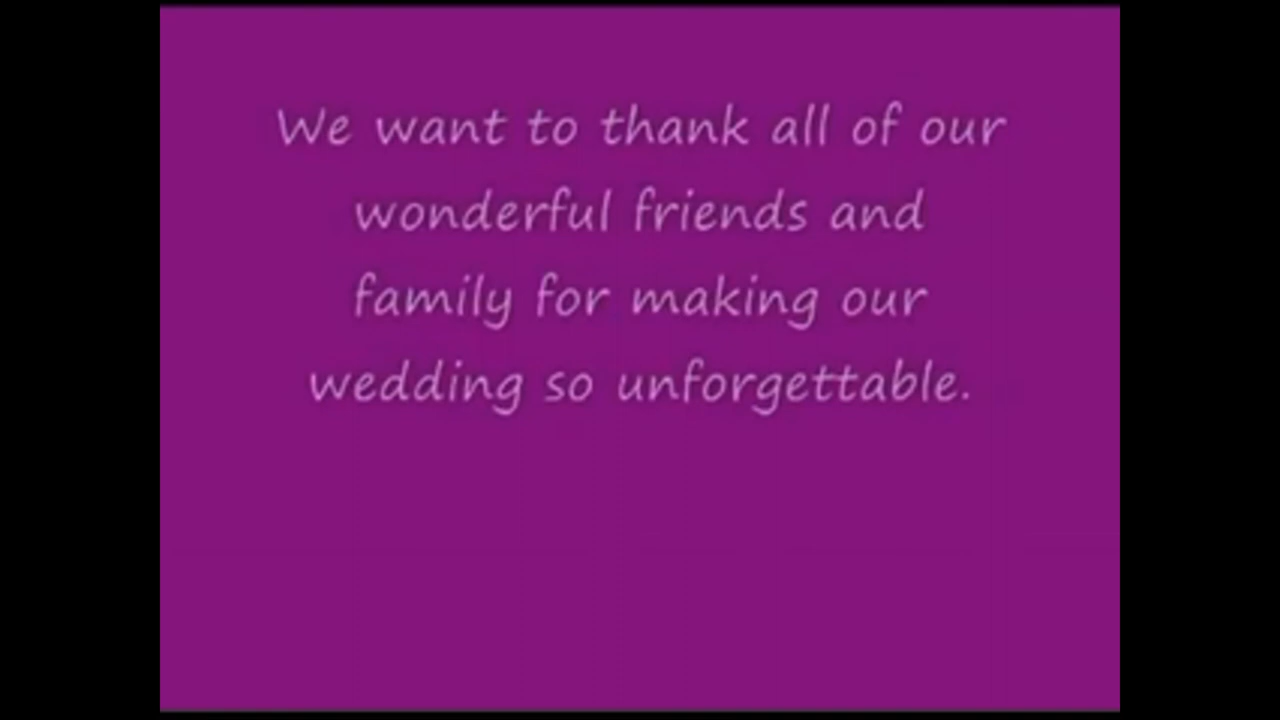 We want to thank all of our
wonderful friends and
family for making our
wedding so unforgettable.